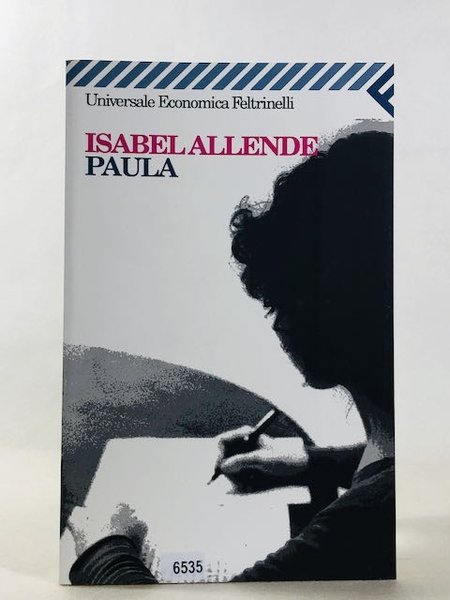 Universale Economica Feltrinelli
ISABEL ALLENDE
PAULA
6535